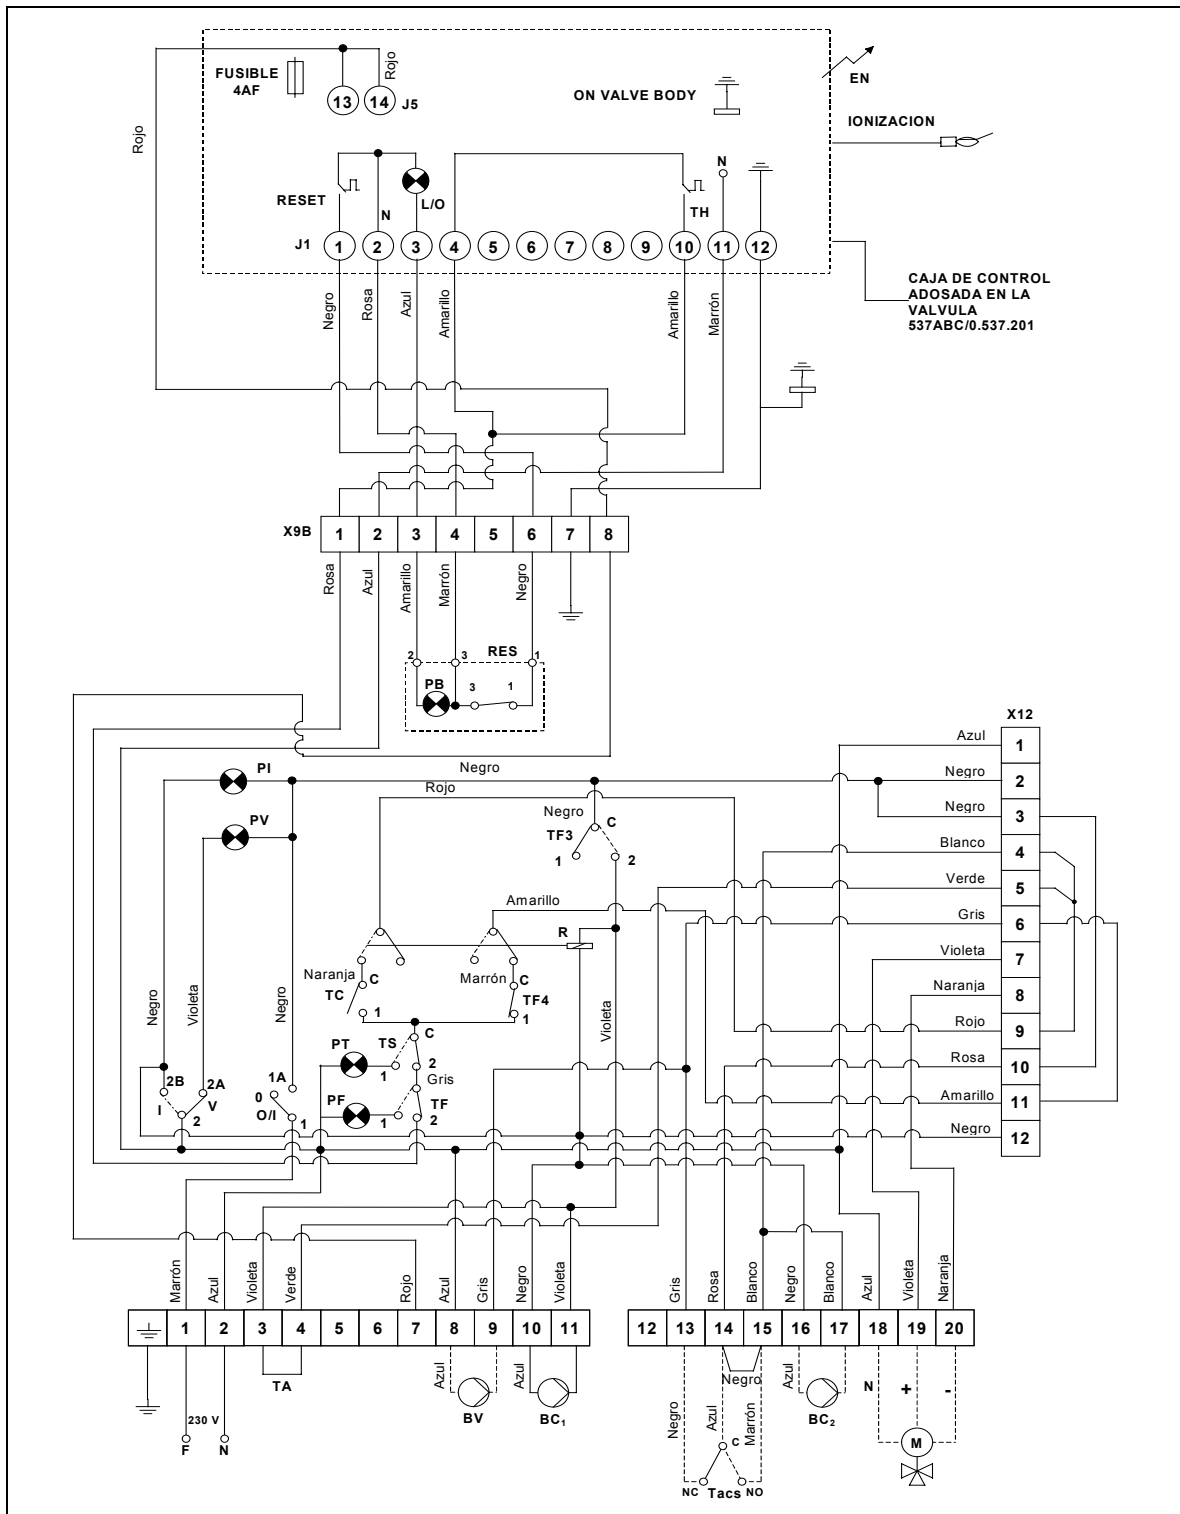 FUSIBLE
4AF
Rojo
13
14
J5
ON VALVE BODY
EN
Rojo
IONIZACION
RESET
N
L/O
TH
N
J1
1
2
3
4
5
6
7
8
9
10
11
12
Negro
Rosa
Azul
Amarillo
Amarillo
Marrón
CAJA DE CONTROL
ADOSADA EN LA
VALVULA
537ABC/0.537.201
X9B
1
2
3
4
5
6
7
8
Rosa
Azul
Amarillo
Marrón
Negro
2
3
RES
1
PB
3
1
X12
Azul
1
PI
Negro
Negro
2
Rojo
Negro
3
PV
Negro
C
TF3
1
2
Blanco
4
Verde
5
Amarillo
Gris
6
R
Violeta
7
Naranja
C
Marrón
C
TC
1
TF4
1
Naranja
8
Negro
Violeta
Negro
Violeta
Rojo
9
C
PT
TS
1
2
Gris
Rosa
10
2B
2A
1A
I
V
2
0
O/I
1
PF
1
TF
2
Amarillo
11
Negro
12
Marrón
Azul
Violeta
Verde
Rojo
Azul
Gris
Negro
Violeta
Gris
Rosa
Blanco
Negro
Blanco
Azul
Violeta
Naranja
1
2
3
4
5
6
7
8
9
10
11
12
13
14
15
16
17
18
19
20
TA
Azul
BV
Azul
BC1
Negro
Negro
Azul
Marrón
Azul
BC2
N
+
-
230 V
F
N
C
M
NC
Tacs
NO